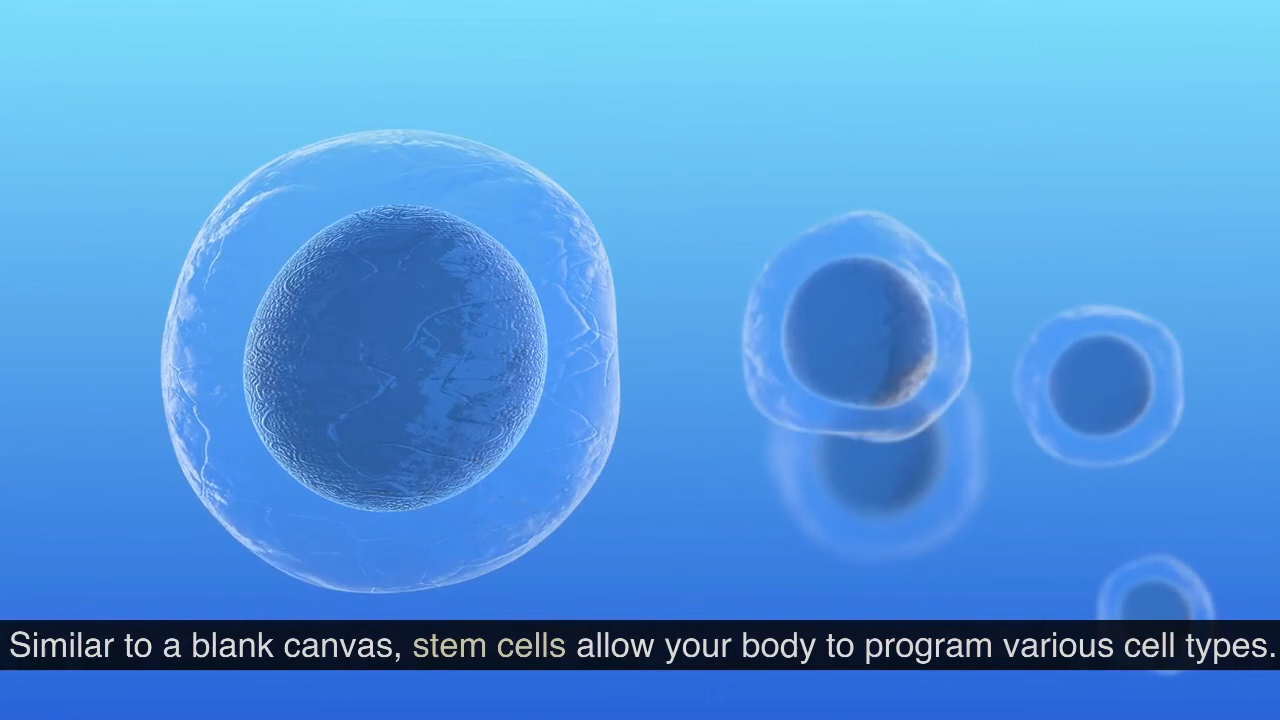 Similar to a blank canvas, stem cells allow your body to program various cell types.